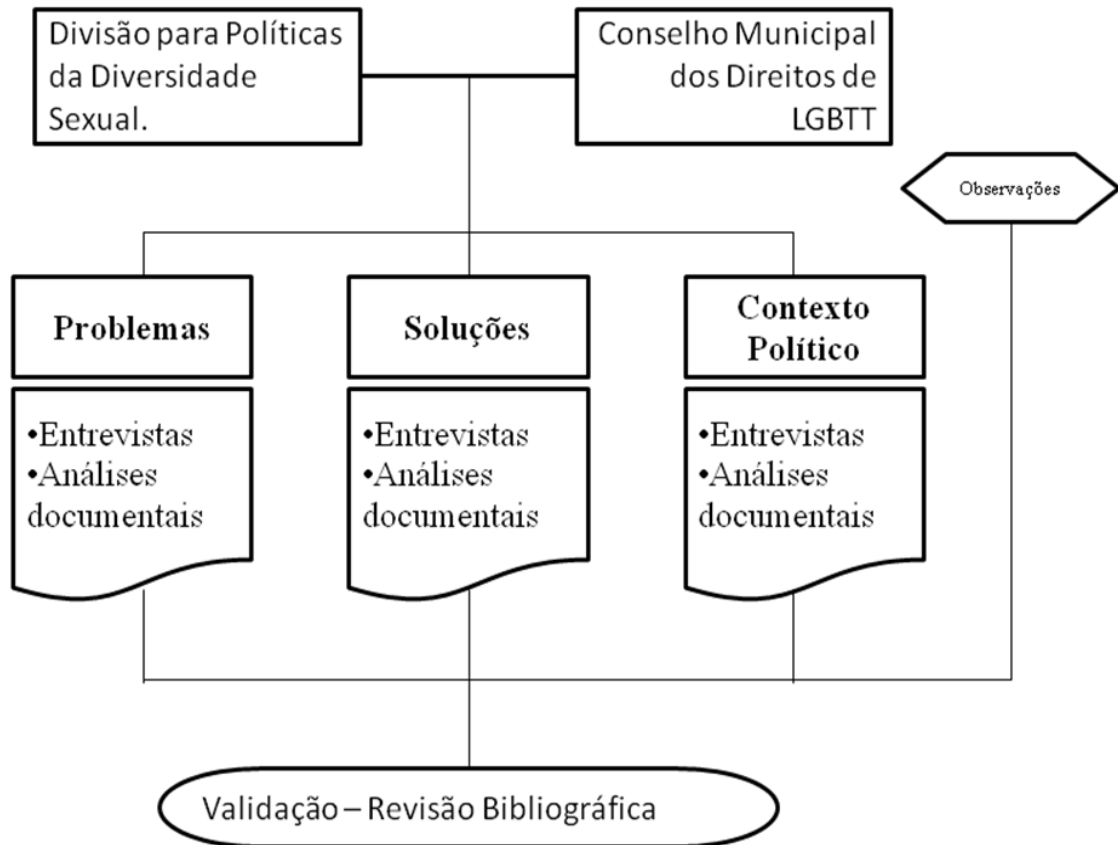 Divisão para Políticas
da Diversidade
Sexual.
Conselho Municipal
dos Direitos de
LGBTT
Observações
Problemas
•Entrevistas
•Análises
documentais
Soluções
•Entrevistas
•Análises
documentais
Contexto
Político
•Entrevistas
•Análises
documentais
Validação – Revisão Bibliográfica